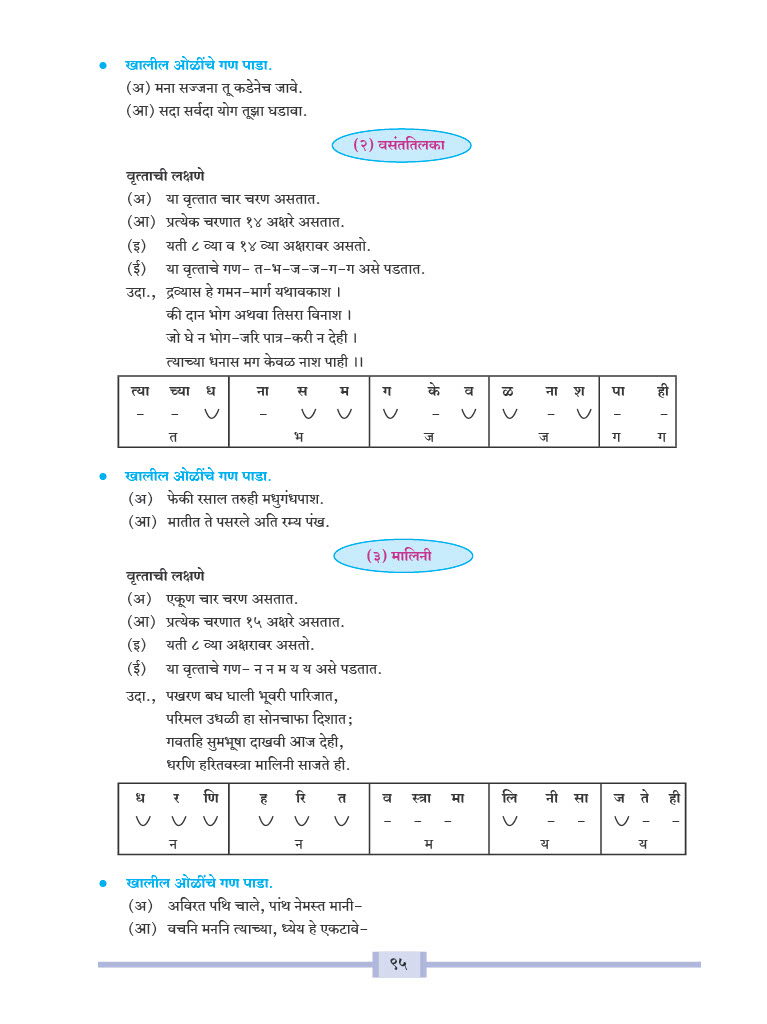 ● खालील ओळींचे गण पाडा.
(अ) मना सज्जना तू कडेनेच जावे.
(आ) सदा सर्वदा योग तूझा घडावा.
(२) वसंततिलका
वृत्ताची लक्षणे
(अ) या वृत्तात चार चरण असतात.
(आ) प्रत्येक चरणात १४ अक्षरे असतात.
(इ) यती ८ व्या व १४ व्या अक्षरावर असतो.
(ई) या वृत्ताचे गण- त-भ-ज-ज-ग-ग असे पडतात.
उदा., द्रव्यास हे गमन-मार्ग यथावकाश ।
की दान भोग अथवा तिसरा विनाश ।
जो घे न भोग-जरि पात्र-करी न देही ।
त्याच्या धनास मग केवळ नाश पाही ।।
त्या च्या ध ना स म ग के व ळ ना श पा ही
– – ◡ – ◡ ◡ ◡ – ◡ ◡ – ◡ – –
त भ ज ज ग ग
● खालील ओळींचे गण पाडा.
(अ) फेकी रसाल तरुही मधुगंधपाश.
(आ) मातीत ते पसरले अति रम्य पंख.
(३) मालिनी
वृत्ताची लक्षणे
(अ) एकूण चार चरण असतात.
(आ) प्रत्येक चरणात १५ अक्षरे असतात.
(इ) यती ८ व्या अक्षरावर असतो.
(ई) या वृत्ताचे गण- न न म य य असे पडतात.
उदा., पखरण बघ घाली भूवरी पारिजात,
परिमल उधळी हा सोनचाफा दिशात;
गवतहि सुमभूषा दाखवी आज देही,
धरणि हरितवस्त्रा मालिनी साजते ही.
ध र णि ह रि त व स्त्रा मा लि नी सा ज ते ही
◡ ◡ ◡ ◡ ◡ ◡ – – – ◡ – – ◡ – –
न न म य य
● खालील ओळींचे गण पाडा.
(अ) अविरत पथि चाले, पांथ नेमस्त मानी-
(आ) वचनि मननि त्याच्या, ध्येय हे एकटावे-
९५